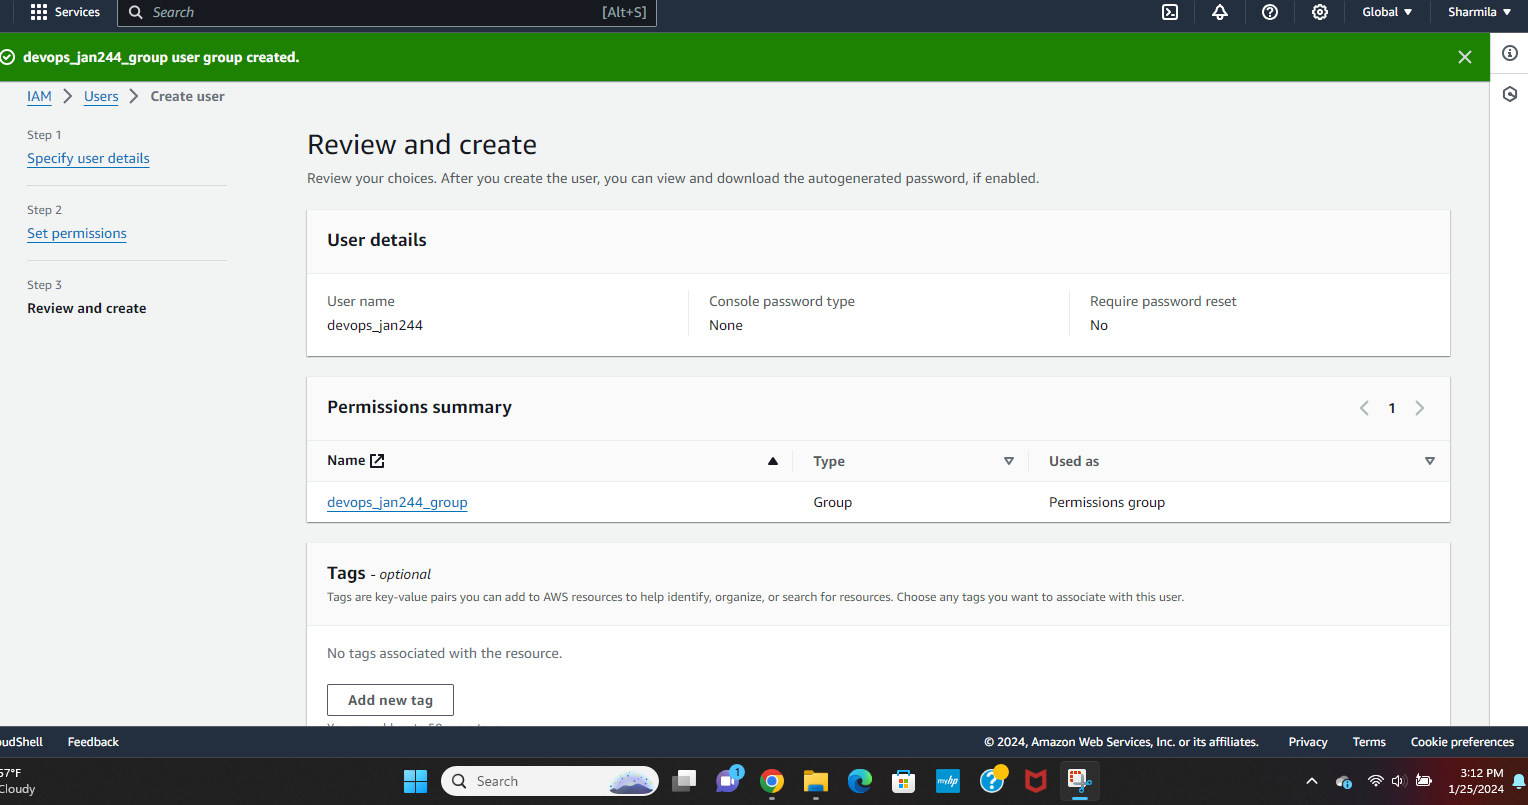 Services
Search
[Alt+S]
Global
Sharmila
devops_jan244_group user group created.
IAM
Users
Create user
Step 1
Specify user details
Step 2
Set permissions
Step 3
Review and create
Review and create
Review your choices. After you create the user, you can view and download the autogenerated password, if enabled.
User details
User name
devops_jan244
Console password type
None
Require password reset
No
Permissions summary
1
Name
Type
Used as
devops_jan244_group
Group
Permissions group
Tags - optional
Tags are key-value pairs you can add to AWS resources to help identify, organize, or search for resources. Choose any tags you want to associate with this user.
No tags associated with the resource.
Add new tag
oudShell
Feedback
© 2024, Amazon Web Services, Inc. or its affiliates.
Privacy
Terms
Cookie preferences
57°F
Cloudy
Search
1
myhp
3:12 PM
1/25/2024